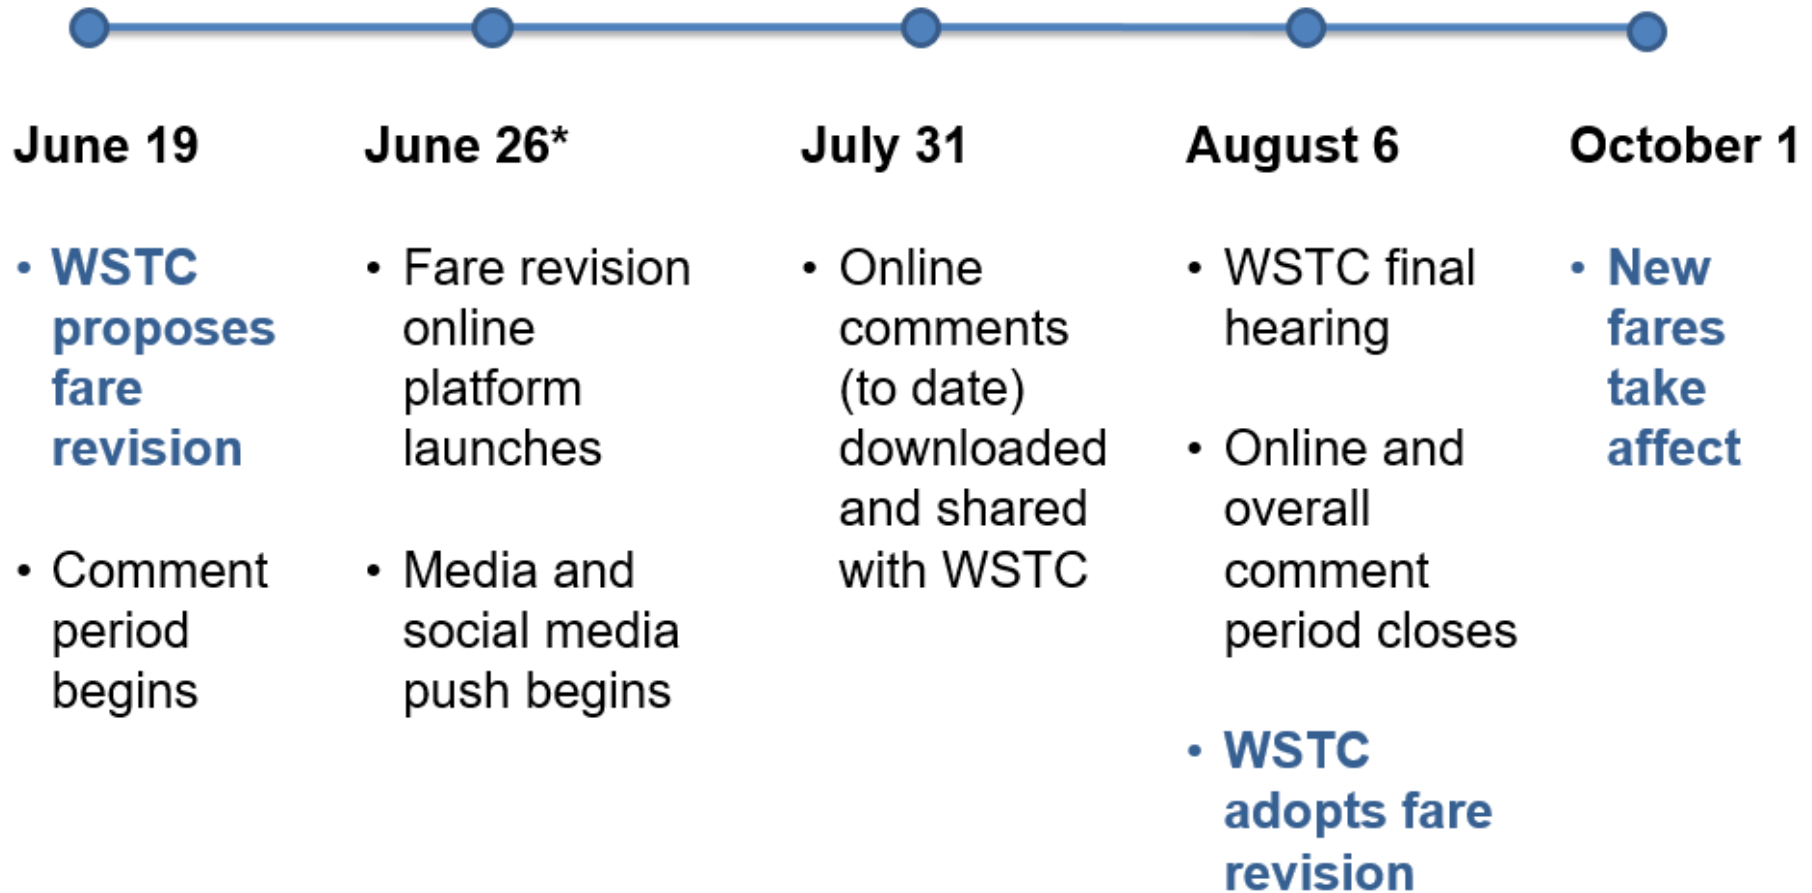 June 19
• WSTC
proposes
fare
revision
• Comment
period
begins
June 26*
• Fare revision
online
platform
launches
• Media and
social media
push begins
July 31
• Online
comments
(to date)
downloaded
and shared
with WSTC
August 6
• WSTC final
hearing
• Online and
overall
comment
period closes
• WSTC
adopts fare
revision
October 1
• New
fares
take
affect